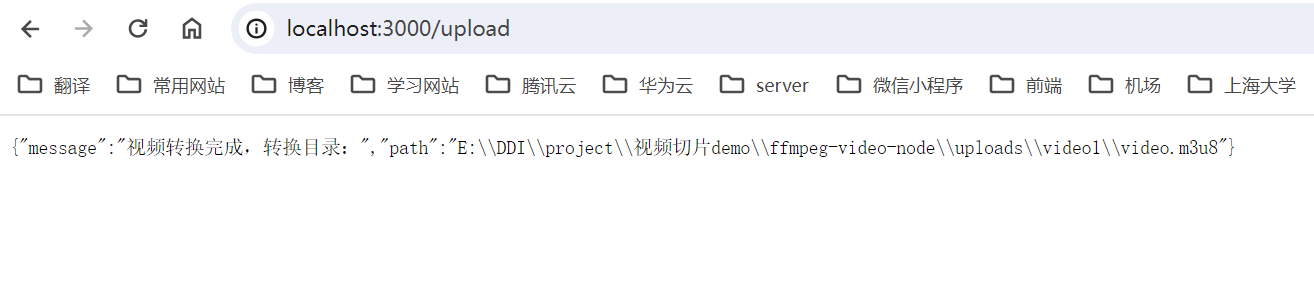 localhost:3000/upload
翻译 常用网站 博客 学习网站 腾讯云 华为云 server 微信小程序 前端 机场 上海大学
{"message":"视频转换完成，转换目录：","path":"E:\\DDI\\project\\视频切片demo\\ffmpeg-video-node\\uploads\\video1\\video.m3u8"}